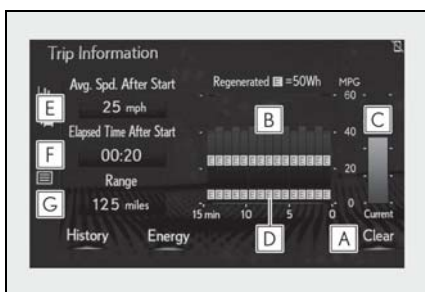 Trip Information
Avg. Spd. After Start
Regenerated E =50Wh
MPG
60
E
25 mph
B
C
Elapsed Time After Start
40
F
00:20
Range
20
G
125 miles
0
15 min 10 5 0 Current
History
Energy
D
A
Clear